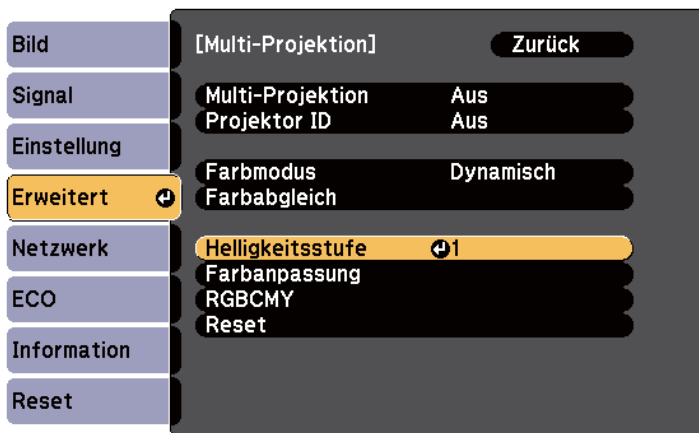 Bild
Signal
Einstellung
Erweitert
Netzwerk
ECO
Information
Reset
[Multi-Projektion] Zurück
Multi-Projektion Aus
Projektor ID Aus
Farbmodus Dynamisch
Farbabgleich
Helligkeitsstufe 1
Farbanpassung
RGBCMY
Reset